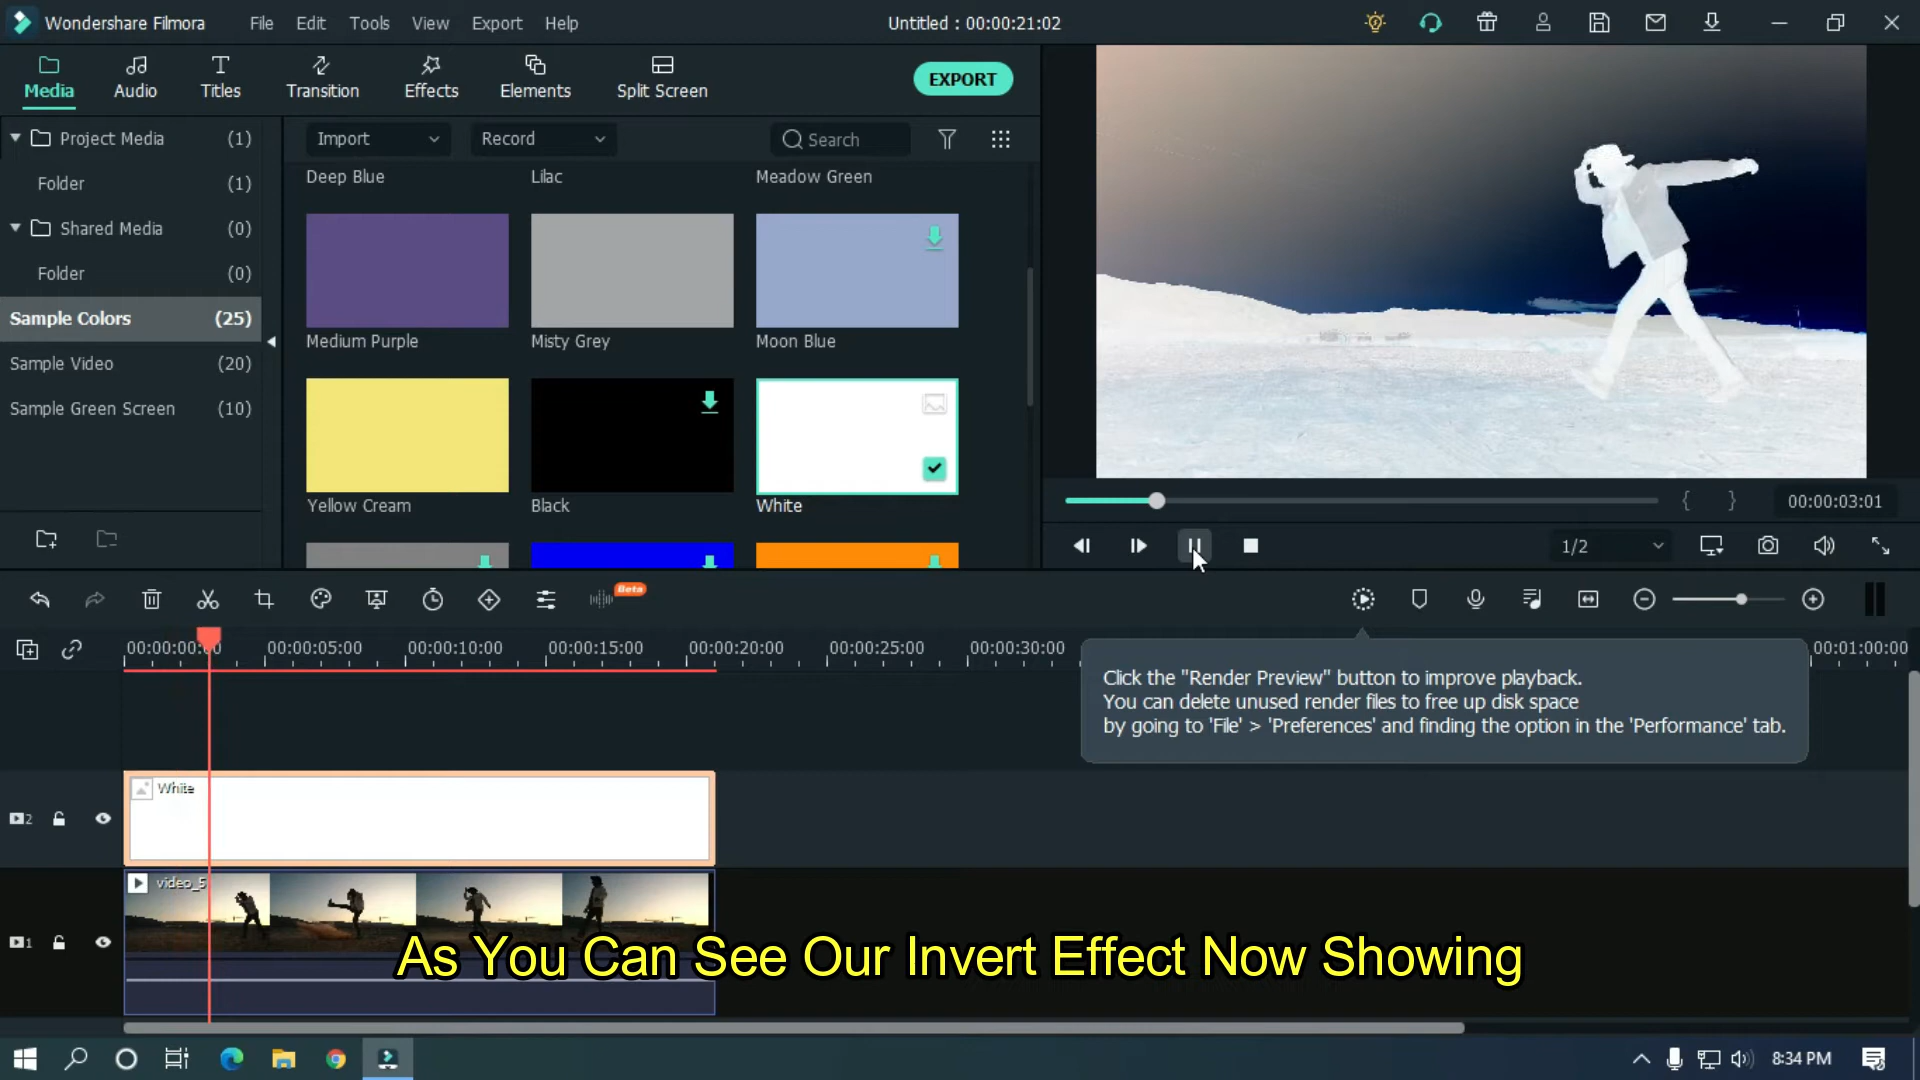 Wondershare Filmora File Edit Tools View Export Help Untitled : 00:00:21:02
Media Audio Titles Transition Effects Elements Split Screen EXPORT
Project Media (1)
Folder (1)
Shared Media (0)
Folder (0)
Sample Colors (25)
Sample Video (20)
Sample Green Screen (10)
Import Record Search
Deep Blue Lilac Meadow Green
Medium Purple Misty Grey Moon Blue
Yellow Cream Black White
00:00:03:01
1/2
Beta
00:00:00:00 00:00:05:00 00:00:10:00 00:00:15:00 00:00:20:00 00:00:25:00 00:00:30:00 00:01:00:00
Click the "Render Preview" button to improve playback.
You can delete unused render files to free up disk space
by going to 'File' > 'Preferences' and finding the option in the 'Performance' tab.
White
2
video_5
1
As You Can See Our Invert Effect Now Showing
8:34 PM